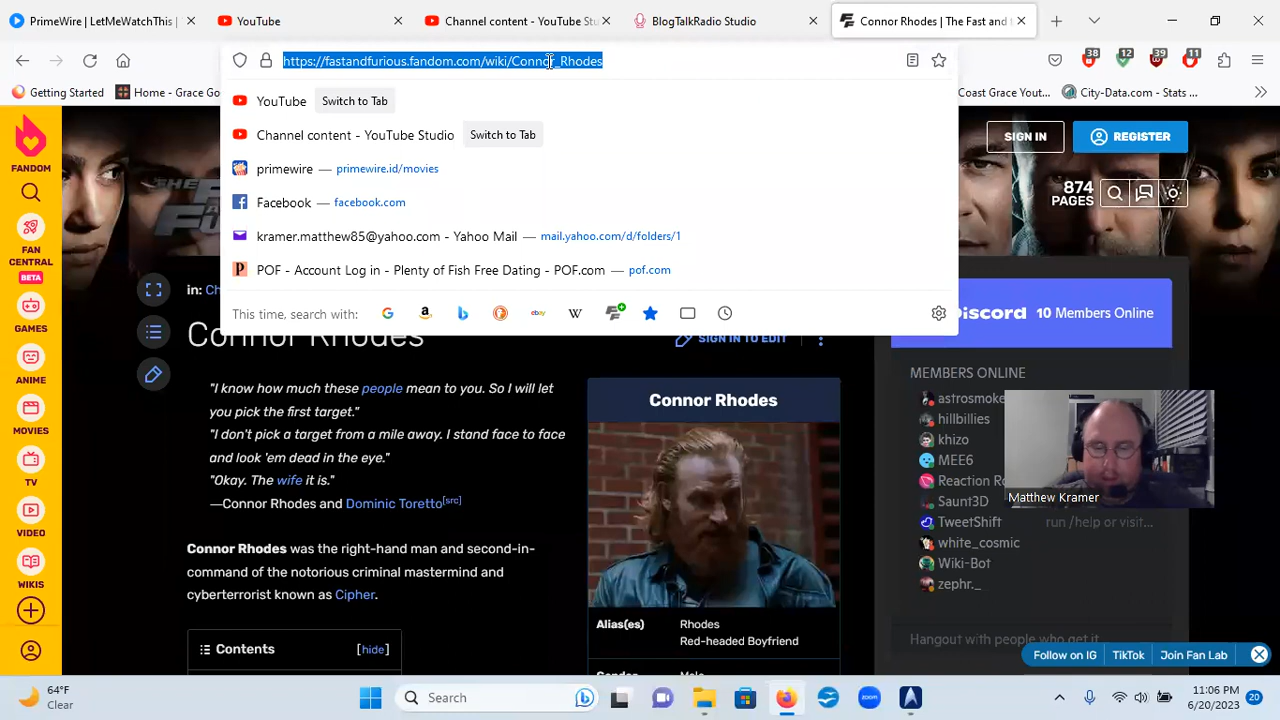 PrimeWire | LetMeWatchThis |
YouTube
Channel content - YouTube Stu
BlogTalkRadio Studio
Connor Rhodes | The Fast and
https://fastandfurious.fandom.com/wiki/Connor_Rhodes
38
12
39
11
Getting Started
Home - Google Grou
Coast Grace Yout...
City-Data.com - Stats...
YouTube Switch to Tab
Channel content - YouTube Studio Switch to Tab
primewire — primewire.id/movies
Facebook — facebook.com
kramer.matthew85@yahoo.com - Yahoo Mail — mail.yahoo.com/d/folders/1
POF - Account Log in - Plenty of Fish Free Dating - POF.com — pof.com
This time, search with:
FANDOM
FAN
CENTRAL
BETA
GAMES
ANIME
MOVIES
TV
VIDEO
WIKIS
SIGN IN
REGISTER
874
PAGES
in: Ch
Connor Rhodes
SIGN IN TO EDIT
"I know how much these people mean to you. So I will let
you pick the first target."
"I don't pick a target from a mile away. I stand face to face
and look 'em dead in the eye."
"Okay. The wife it is."
—Connor Rhodes and Dominic Toretto[src]
Connor Rhodes was the right-hand man and second-in-
command of the notorious criminal mastermind and
cyberterrorist known as Cipher.
Contents [hide]
Connor Rhodes
Alias(es) Rhodes
Red-headed Boyfriend
Discord 10 Members Online
MEMBERS ONLINE
astrosmoke
hillbillies
khizo
MEE6
Reaction Ro
Saunt3D
TweetShift run /help or visit...
white_cosmic
Wiki-Bot
zephr._
Hangout with people who get it
Matthew Kramer
Follow on IG
TikTok
Join Fan Lab
64°F
Clear
Search
zoom
11:06 PM
6/20/2023
20